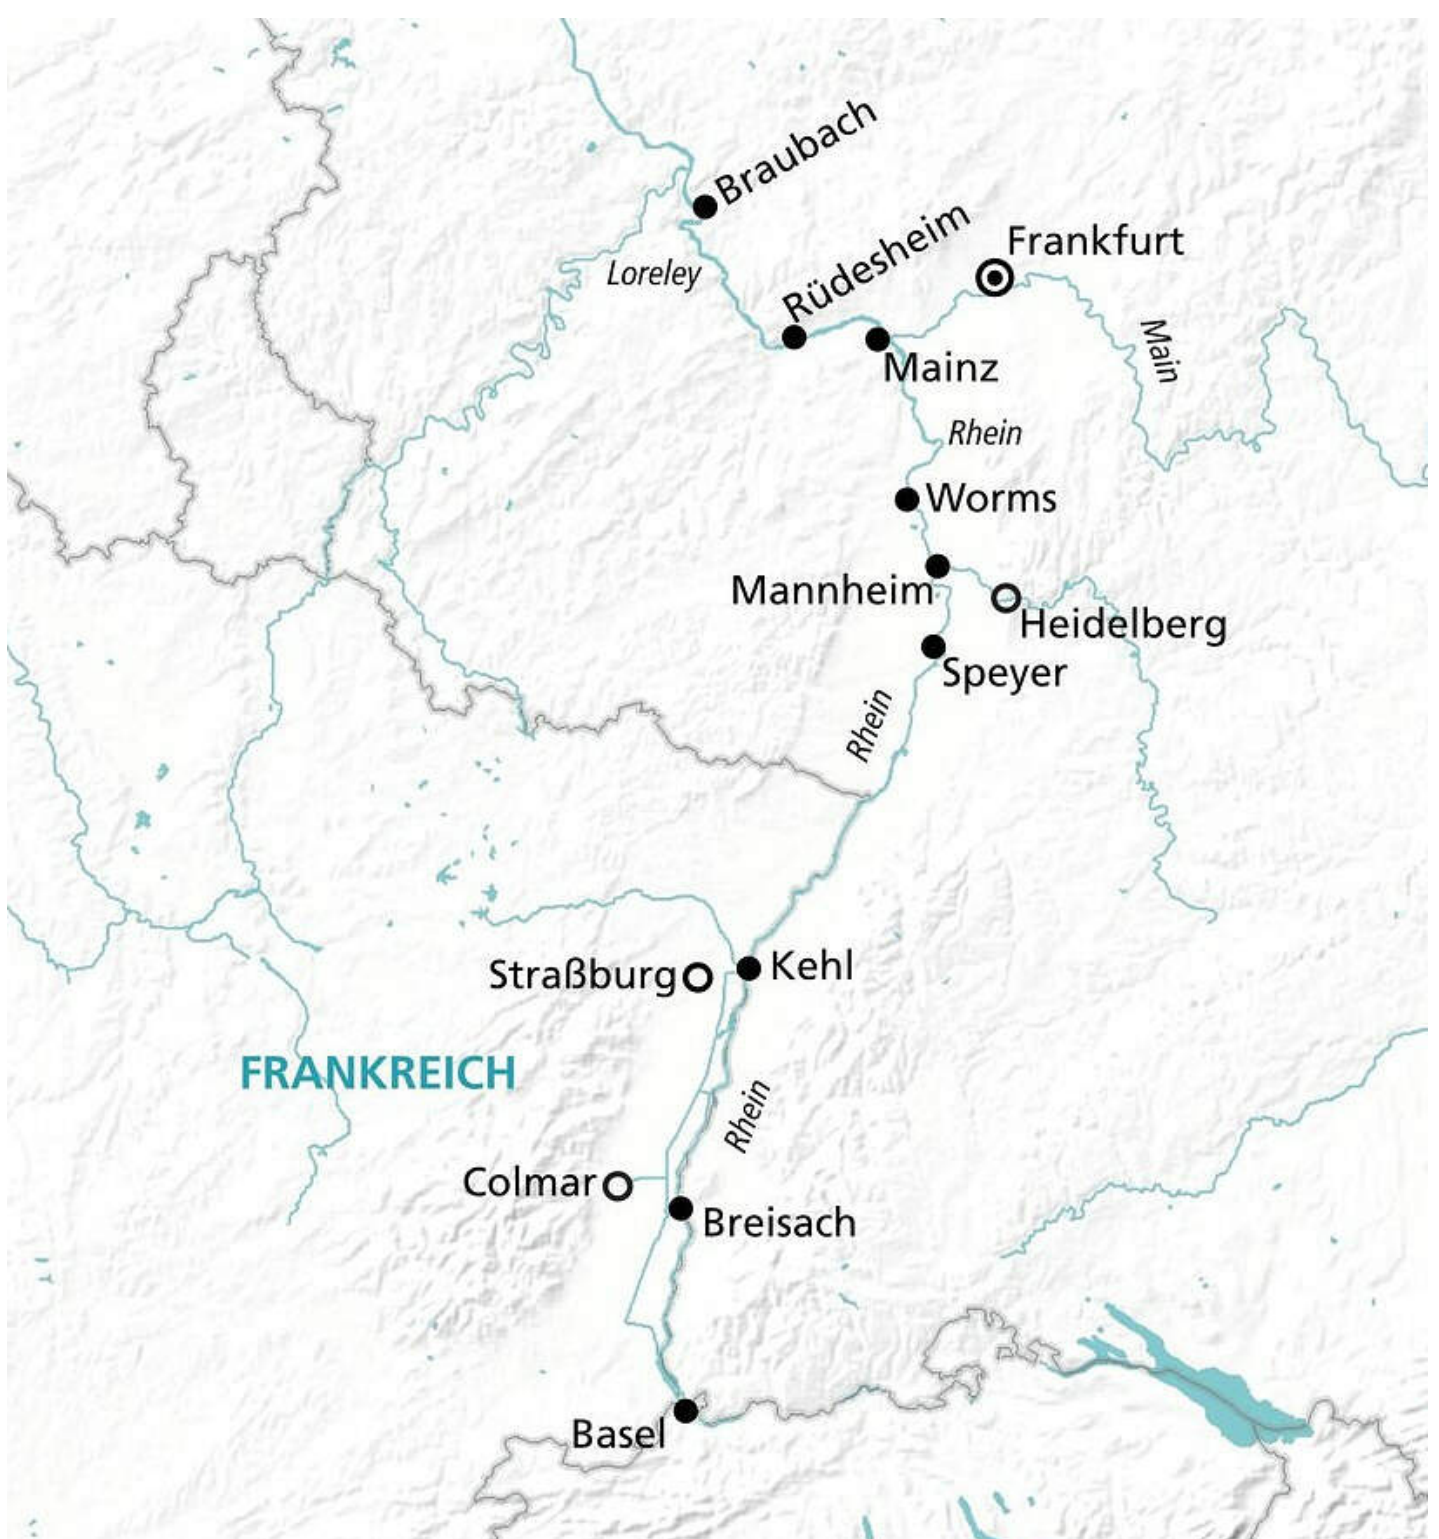 Braubach
Rüdesheim
Frankfurt
Loreley
Main
Mainz
Rhein
Worms
Mannheim
Heidelberg
Speyer
Rhein
Straßburg
Kehl
FRANKREICH
Rhein
Colmar
Breisach
Basel